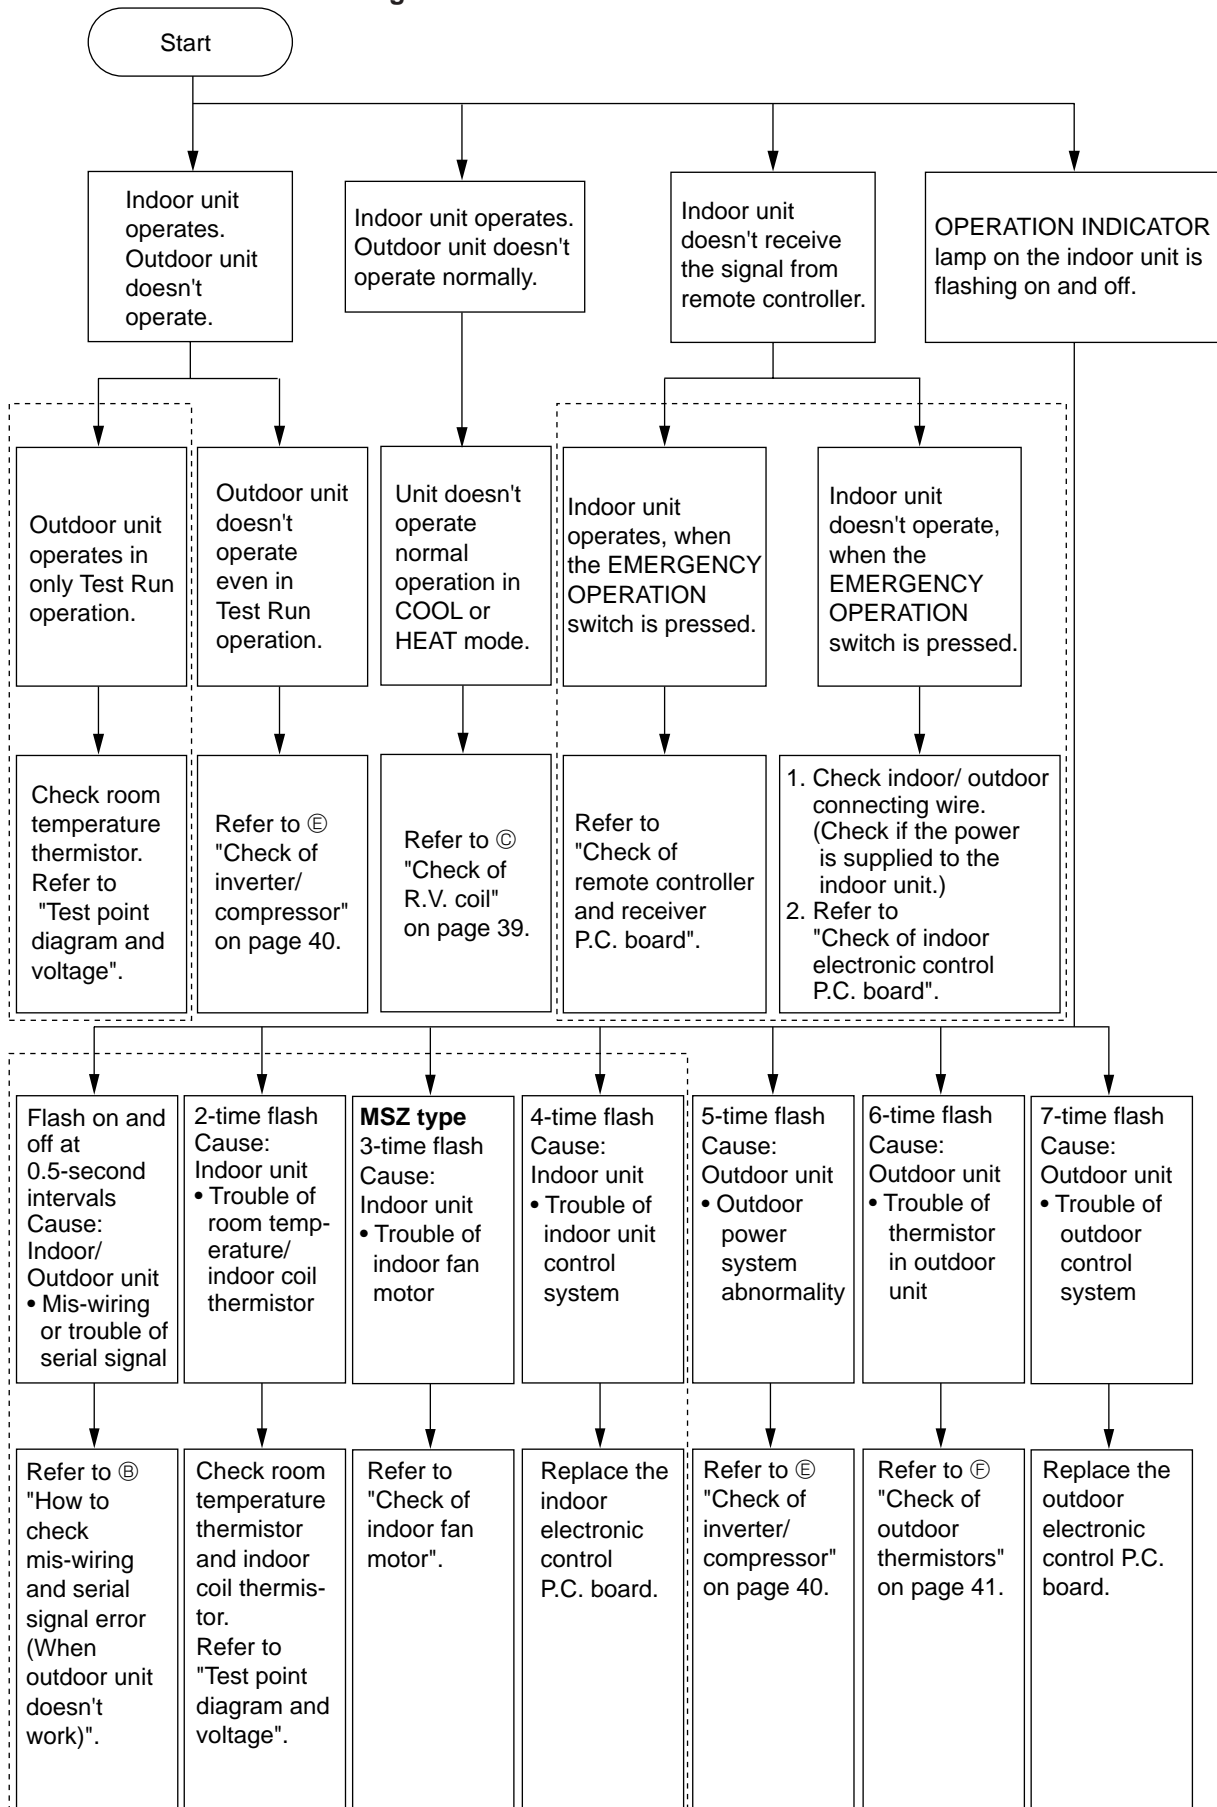 Start
Indoor unit
operates.
Outdoor unit
doesn't
operate.
Indoor unit operates.
Outdoor unit doesn't
operate normally.
Indoor unit
doesn't receive
the signal from
remote controller.
OPERATION INDICATOR
lamp on the indoor unit is
flashing on and off.
Outdoor unit
operates in
only Test Run
operation.
Outdoor unit
doesn't
operate
even in
Test Run
operation.
Unit doesn't
operate
normal
operation in
COOL or
HEAT mode.
Indoor unit
operates, when
the EMERGENCY
OPERATION
switch is pressed.
Indoor unit
doesn't operate,
when the
EMERGENCY
OPERATION
switch is pressed.
Check room
temperature
thermistor.
Refer to
"Test point
diagram and
voltage".
Refer to Ⓔ
"Check of
inverter/
compressor"
on page 40.
Refer to Ⓒ
"Check of
R.V. coil"
on page 39.
Refer to
"Check of
remote controller
and receiver
P.C. board".
1. Check indoor/ outdoor
connecting wire.
(Check if the power
is supplied to the
indoor unit.)
2. Refer to
"Check of indoor
electronic control
P.C. board".
Flash on and
off at
0.5-second
intervals
Cause:
Indoor/
Outdoor unit
• Mis-wiring
or trouble of
serial signal
2-time flash
Cause:
Indoor unit
• Trouble of
room temp-
erature/
indoor coil
thermistor
MSZ type
3-time flash
Cause:
Indoor unit
• Trouble of
indoor fan
motor
4-time flash
Cause:
Indoor unit
• Trouble of
indoor unit
control
system
5-time flash
Cause:
Outdoor unit
• Outdoor
power
system
abnormality
6-time flash
Cause:
Outdoor unit
• Trouble of
thermistor
in outdoor
unit
7-time flash
Cause:
Outdoor unit
• Trouble of
outdoor
control
system
Refer to Ⓑ
"How to
check
mis-wiring
and serial
signal error
(When
outdoor unit
doesn't
work)".
Check room
temperature
thermistor
and indoor
coil thermis-
tor.
Refer to
"Test point
diagram and
voltage".
Refer to
"Check of
indoor fan
motor".
Replace the
indoor
electronic
control
P.C. board.
Refer to Ⓔ
"Check of
inverter/
compressor"
on page 40.
Refer to Ⓕ
"Check of
outdoor
thermistors"
on page 41.
Replace the
outdoor
electronic
control P.C.
board.